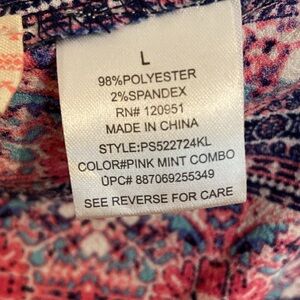 L
98%POLYESTER
2%SPANDEX
RN# 120951
MADE IN CHINA
STYLE:PS522724KL
COLOR#PINK MINT COMBO
UPC# 887069255349
SEE REVERSE FOR CARE